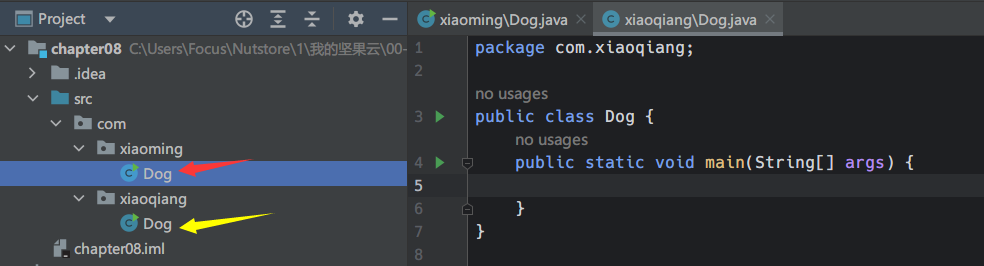 Project
chapter08 C:\Users\Focus\Nutstore\1\我的坚果云\00-
.idea
src
com
xiaoming
Dog
xiaoqiang
Dog
chapter08.iml
xiaoming\Dog.java
xiaoqiang\Dog.java
1 package com.xiaoqiang;
2
no usages
3 public class Dog {
no usages
4 public static void main(String[] args) {
5
6 }
7 }
8